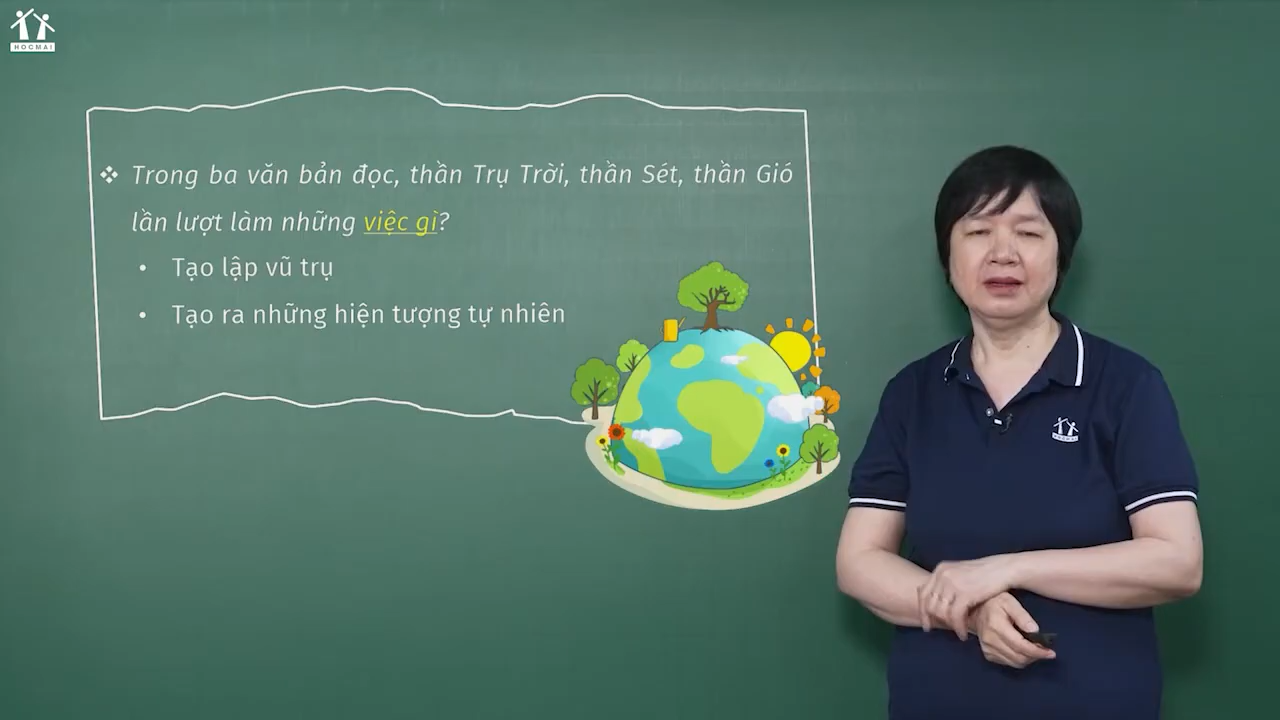 HOCMAI
❖ Trong ba văn bản đọc, thần Trụ Trời, thần Sét, thần Gió
lần lượt làm những việc gì?
• Tạo lập vũ trụ
• Tạo ra những hiện tượng tự nhiên
HOCMAI